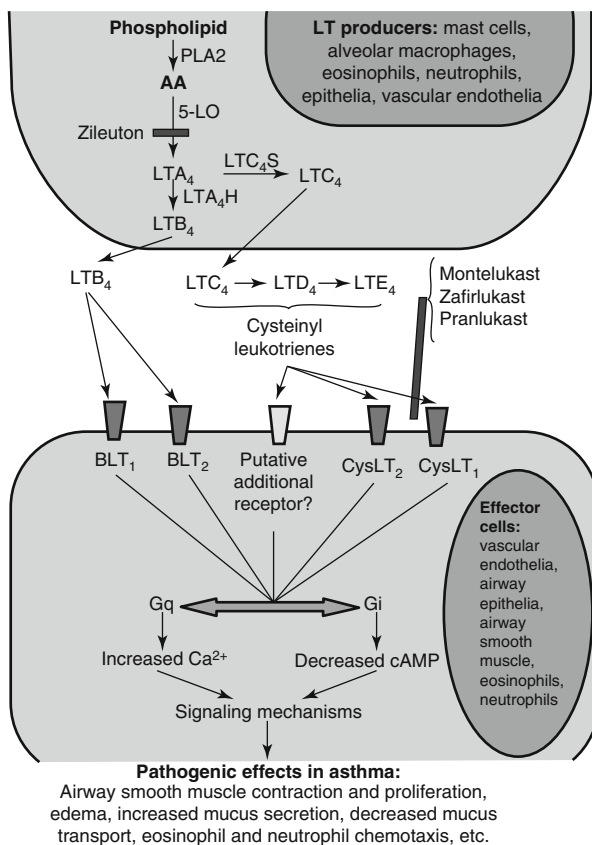 Phospholipid
PLA2
AA
5-LO
Zileuton
LTA₄
LTC₄S
LTC₄
LTA₄H
LTB₄
LT producers: mast cells,
alveolar macrophages,
eosinophils, neutrophils,
epithelia, vascular endothelia
LTB₄
LTC₄
LTD₄
LTE₄
Cysteinyl
leukotrienes
Montelukast
Zafirlukast
Pranlukast
BLT₁
BLT₂
Putative
additional
receptor?
CysLT₂
CysLT₁
Effector
cells:
vascular
endothelia,
airway
epithelia,
airway
smooth
muscle,
eosinophils,
neutrophils
Gq
Gi
Increased Ca²⁺
Decreased cAMP
Signaling mechanisms
Pathogenic effects in asthma:
Airway smooth muscle contraction and proliferation,
edema, increased mucus secretion, decreased mucus
transport, eosinophil and neutrophil chemotaxis, etc.